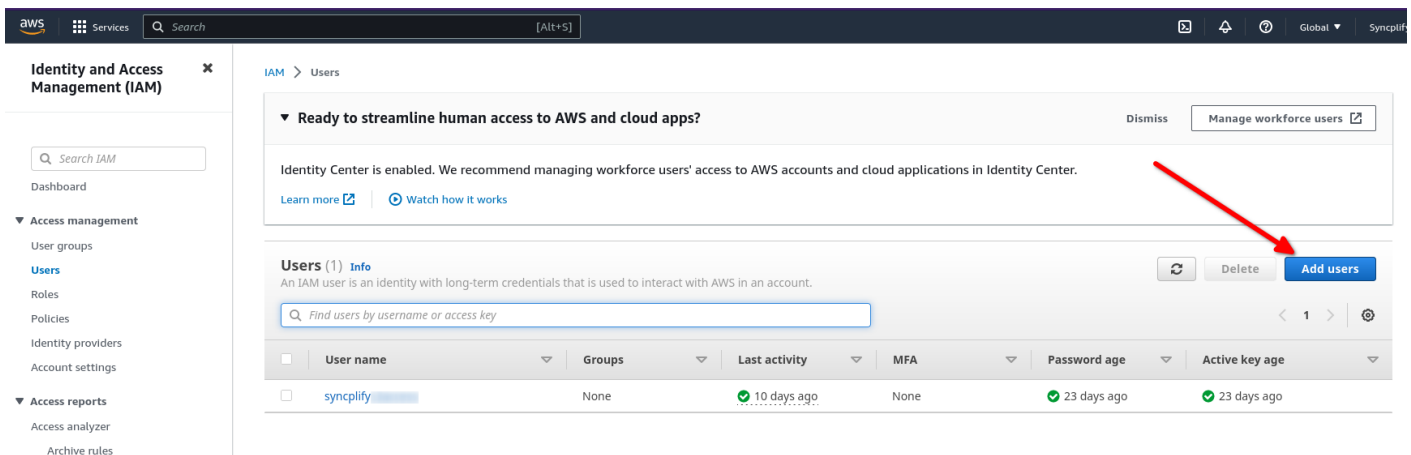 aws Services Search [Alt+S] Global Syncplify
Identity and Access Management (IAM)
Search IAM
Dashboard
Access management
User groups
Users
Roles
Policies
Identity providers
Account settings
Access reports
Access analyzer
Archive rules
IAM > Users
Ready to streamline human access to AWS and cloud apps? Dismiss Manage workforce users
Identity Center is enabled. We recommend managing workforce users' access to AWS accounts and cloud applications in Identity Center.
Learn more Watch how it works
Users (1) Info Delete Add users
An IAM user is an identity with long-term credentials that is used to interact with AWS in an account.
Find users by username or access key < 1 >
User name Groups Last activity MFA Password age Active key age
syncplify None 10 days ago None 23 days ago 23 days ago